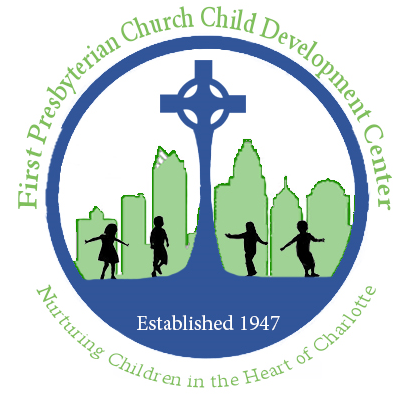 First Presbyterian Church Child Development Center
Established 1947
Nurturing Children in the Heart of Charlotte